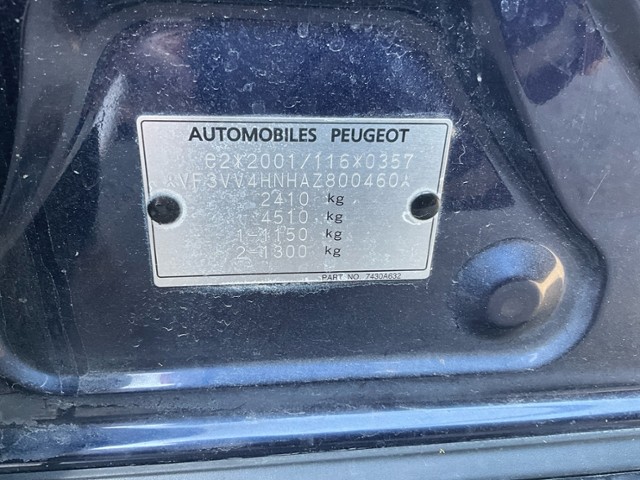 AUTOMOBILES PEUGEOT
e2*2001/116*0357
*VF3VV4HNHAZ800460*
2410 kg
4510 kg
1-1150 kg
2-1300 kg
PART NO. 7430A632